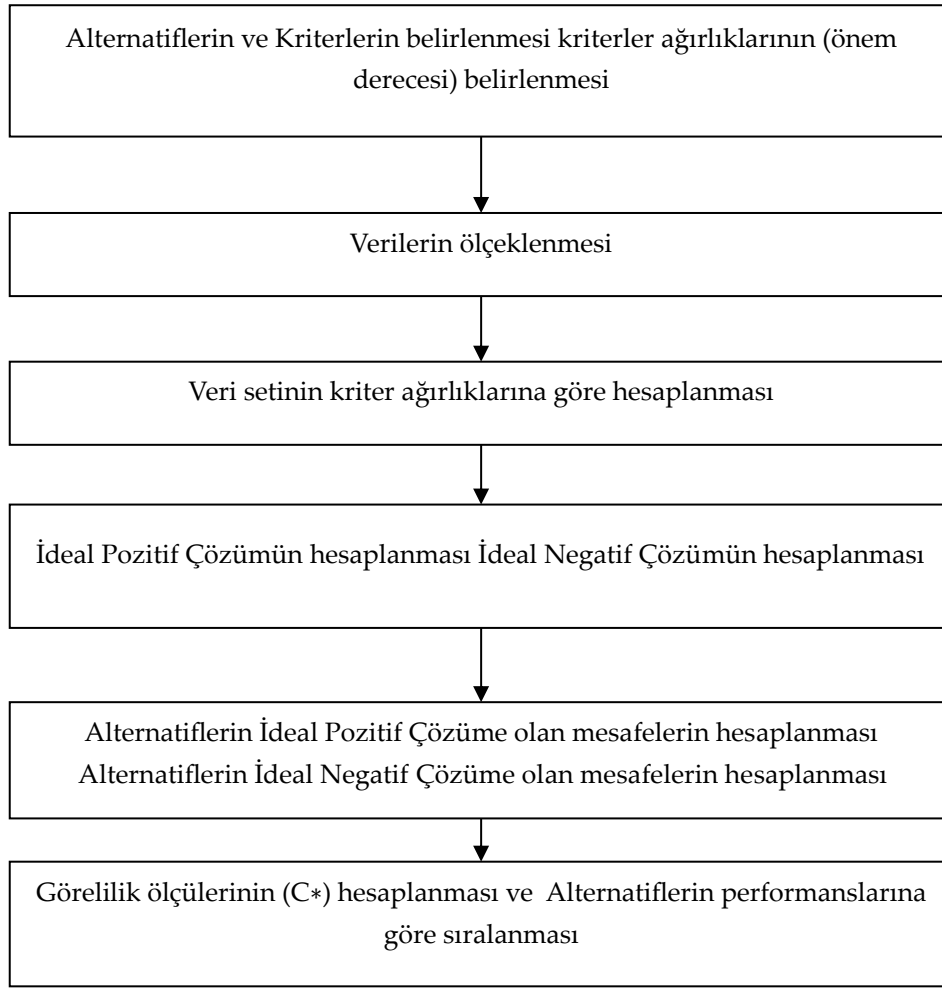 Alternatiflerin ve Kriterlerin belirlenmesi kriterler ağırlıklarının (önem
derecesi) belirlenmesi
Verilerin ölçeklenmesi
Veri setinin kriter ağırlıklarına göre hesaplanması
İdeal Pozitif Çözümün hesaplanması İdeal Negatif Çözümün hesaplanması
Alternatiflerin İdeal Pozitif Çözüme olan mesafelerin hesaplanması
Alternatiflerin İdeal Negatif Çözüme olan mesafelerin hesaplanması
Görelilik ölçülerinin (C*) hesaplanması ve Alternatiflerin performanslarına
göre sıralanması